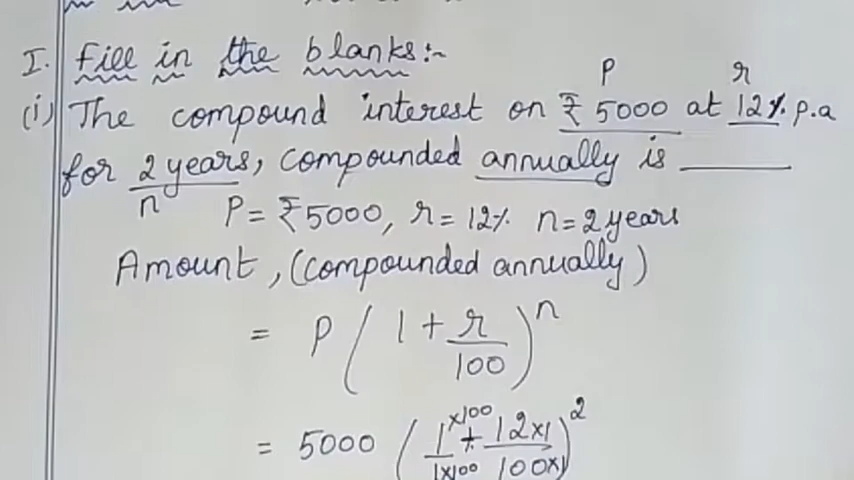 I. Fill in the blanks:-
P r
(i) The compound interest on ₹ 5000 at 12% p.a
for 2 years, compounded annually is ______
n P = ₹5000, r = 12% n = 2 years
Amount, (compounded annually)
= P ( 1 + r/100 )^n
= 5000 ( 1×100/1×100 + 12×1/100×1 )^2